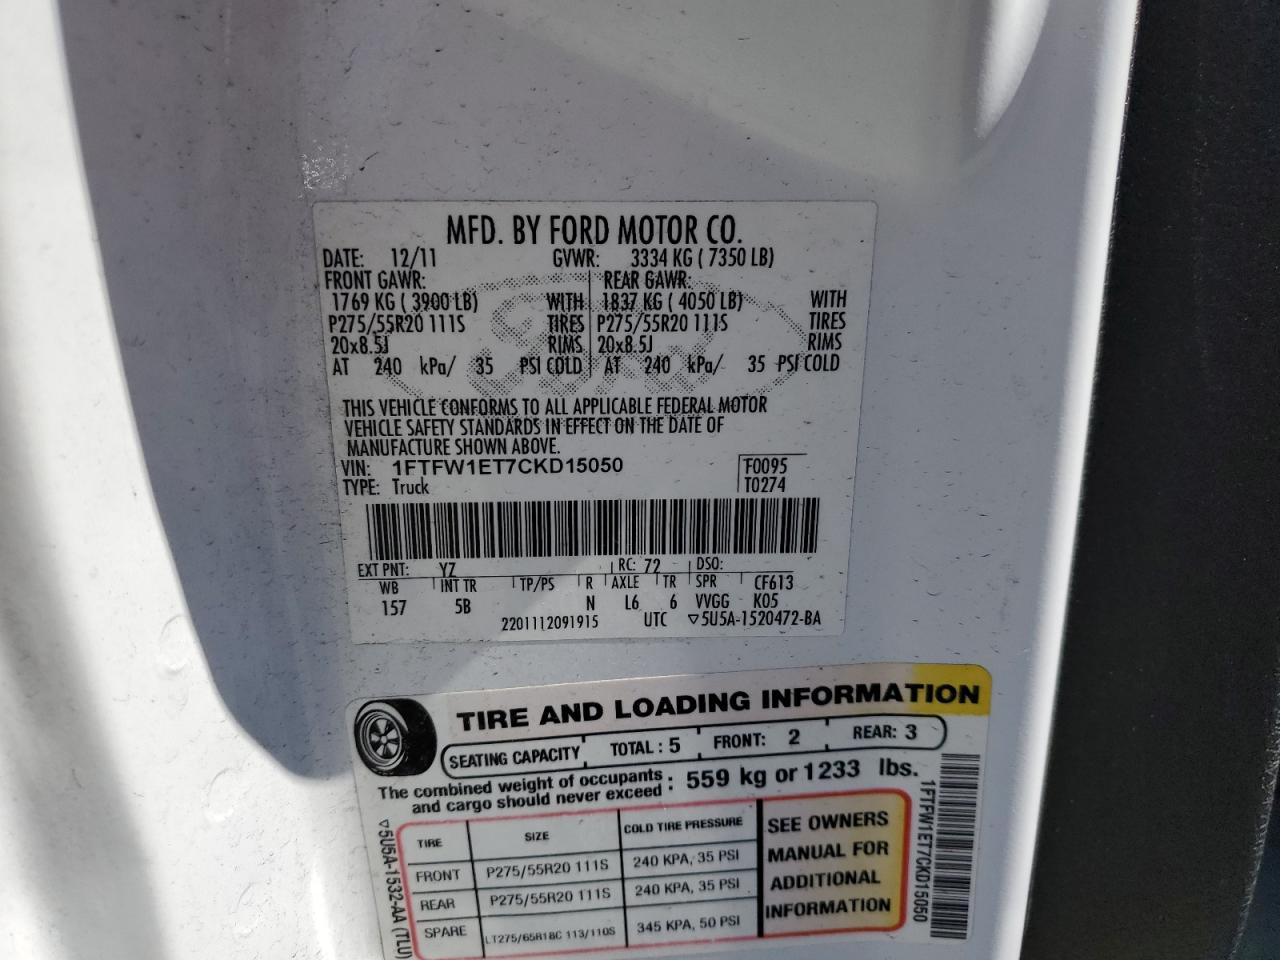 MFD. BY FORD MOTOR CO.
DATE: 12/11 GVWR: 3334 KG ( 7350 LB)
FRONT GAWR: REAR GAWR:
1769 KG ( 3900 LB) WITH 1837 KG ( 4050 LB) WITH
P275/55R20 111S TIRES P275/55R20 111S TIRES
20x8.5J RIMS 20x8.5J RIMS
AT 240 kPa/ 35 PSI COLD AT 240 kPa/ 35 PSI COLD
THIS VEHICLE CONFORMS TO ALL APPLICABLE FEDERAL MOTOR
VEHICLE SAFETY STANDARDS IN EFFECT ON THE DATE OF
MANUFACTURE SHOWN ABOVE.
VIN: 1FTFW1ET7CKD15050 F0095
TYPE: Truck T0274
EXT PNT: YZ RC: 72 DSO:
WB INT TR TP/PS R AXLE TR SPR CF613
157 5B N L6 6 VVGG K05
2201112091915 UTC ▽5U5A-1520472-BA
TIRE AND LOADING INFORMATION
SEATING CAPACITY TOTAL : 5 FRONT: 2 REAR: 3
The combined weight of occupants and cargo should never exceed : 559 kg or 1233 lbs.
TIRE SIZE COLD TIRE PRESSURE
FRONT P275/55R20 111S 240 KPA, 35 PSI
REAR P275/55R20 111S 240 KPA, 35 PSI
SPARE LT275/65R18C 113/110S 345 KPA, 50 PSI
SEE OWNERS
MANUAL FOR
ADDITIONAL
INFORMATION
▽5U5A-1532-AA (TLU)
1FTFW1ET7CKD15050